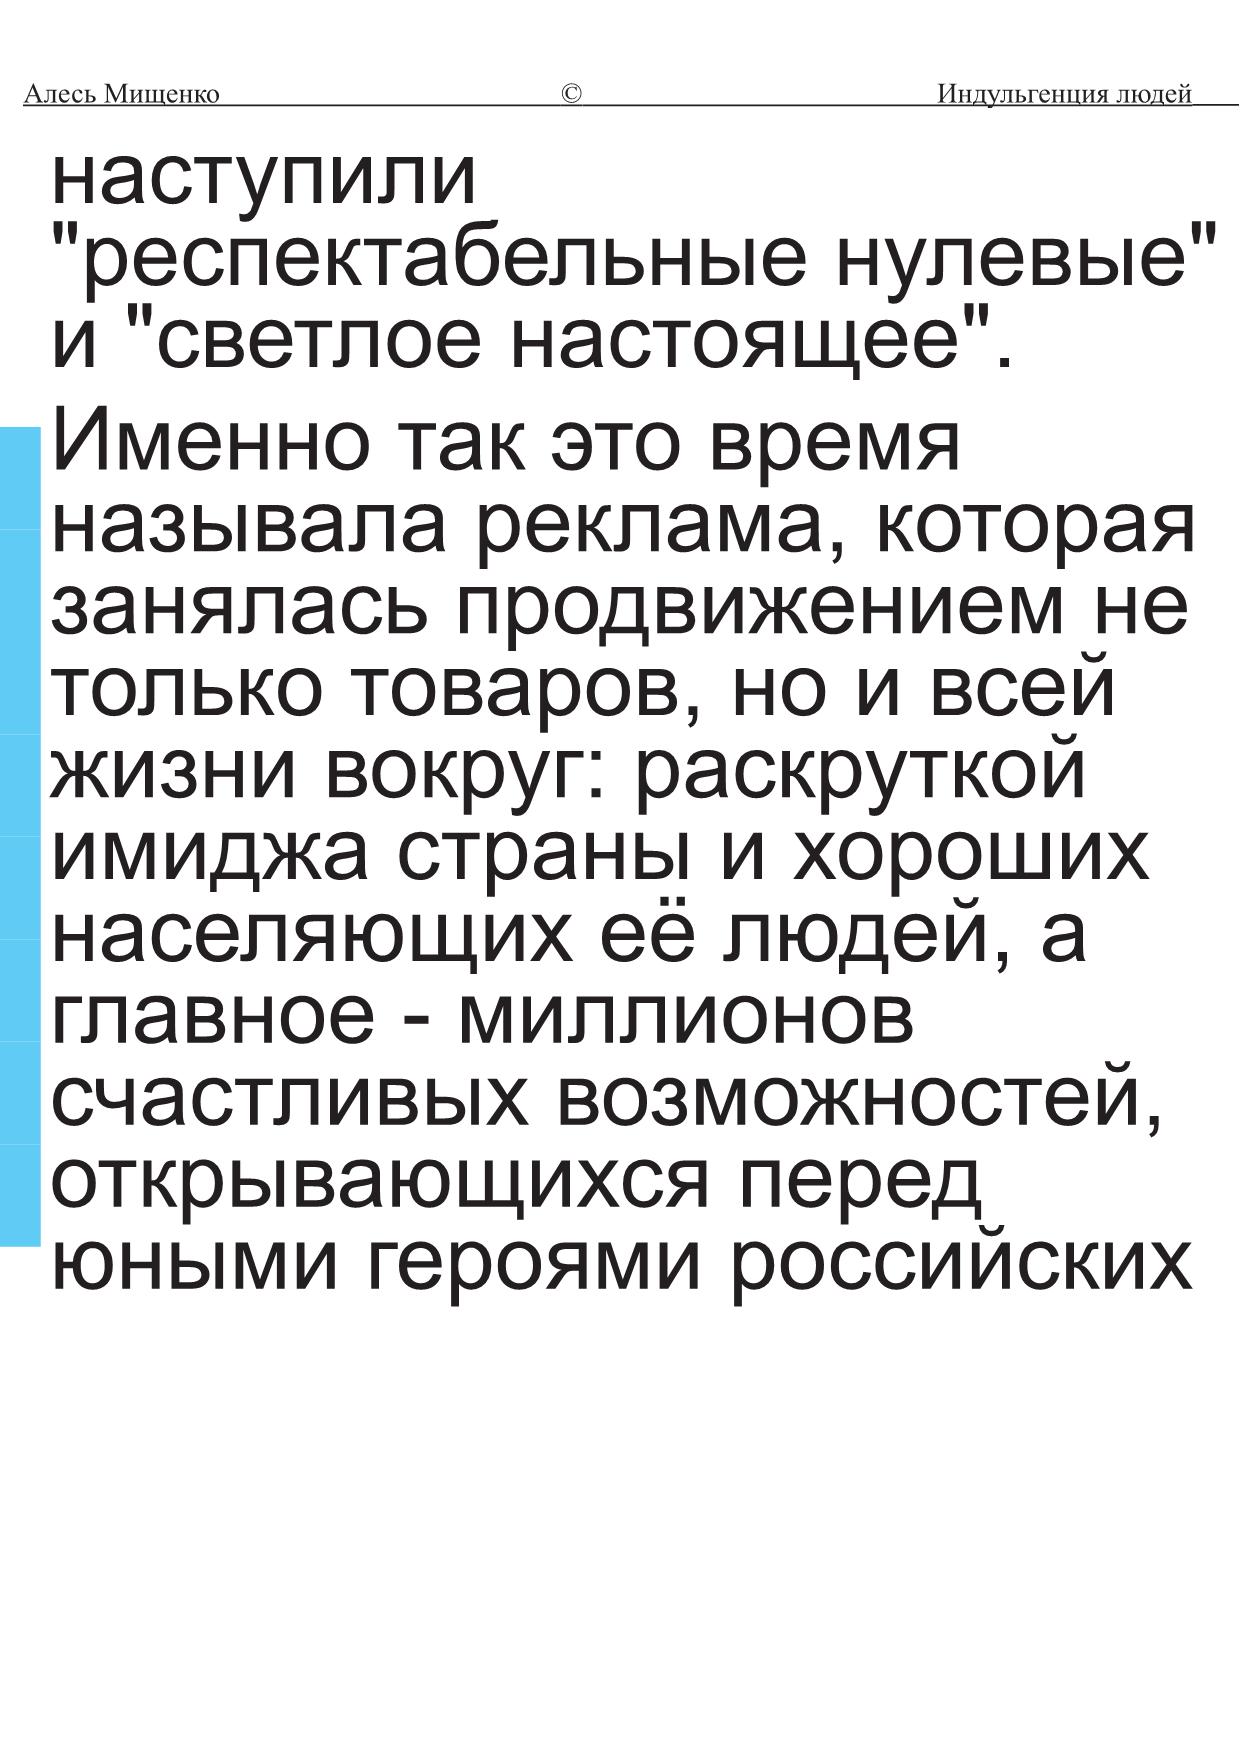 Алесь Мищенко © Индульгенция людей
наступили
"респектабельные нулевые"
и "светлое настоящее".
Именно так это время
называла реклама, которая
занялась продвижением не
только товаров, но и всей
жизни вокруг: раскруткой
имиджа страны и хороших
населяющих её людей, а
главное - миллионов
счастливых возможностей,
открывающихся перед
юными героями российских